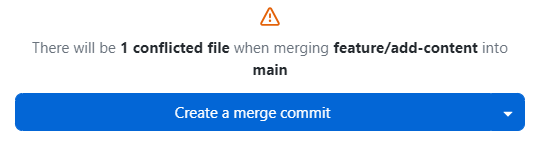 There will be 1 conflicted file when merging feature/add-content into
main
Create a merge commit